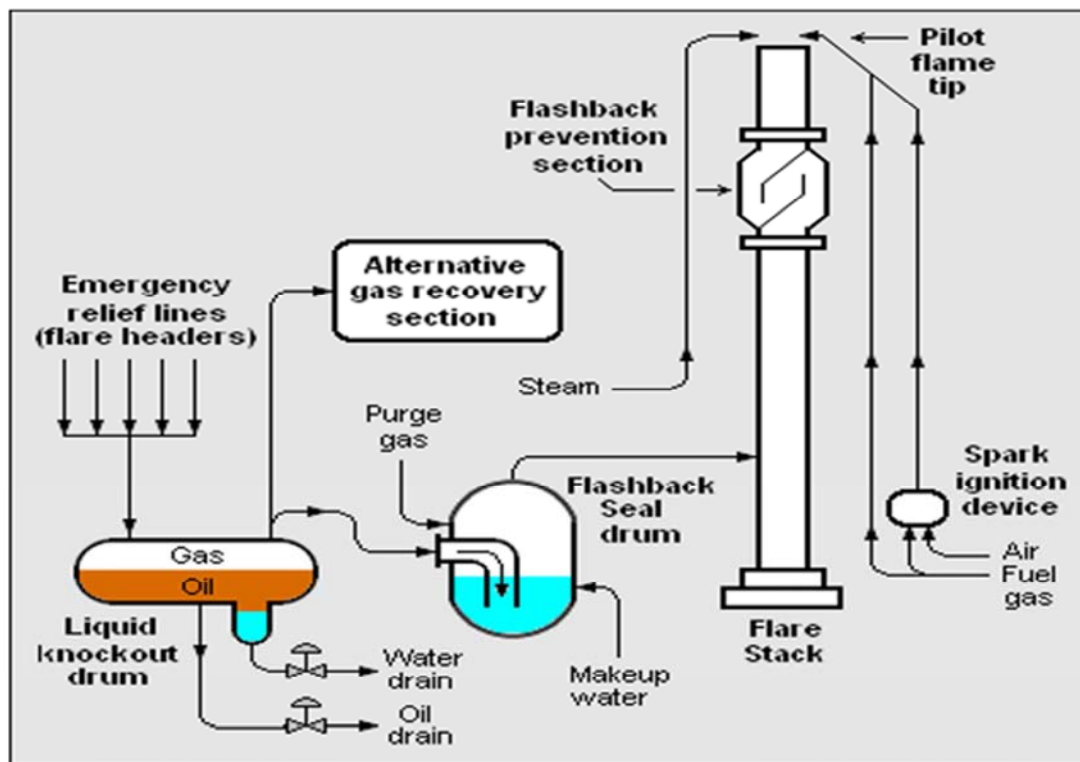 Pilot
flame
tip
Flashback
prevention
section
Alternative
gas recovery
section
Emergency
relief lines
(flare headers)
Steam
Purge
gas
Flashback
Seal
drum
Spark
ignition
device
Gas
Oil
Air
Fuel
gas
Liquid
knockout
drum
Flare
Stack
Water
drain
Makeup
water
Oil
drain